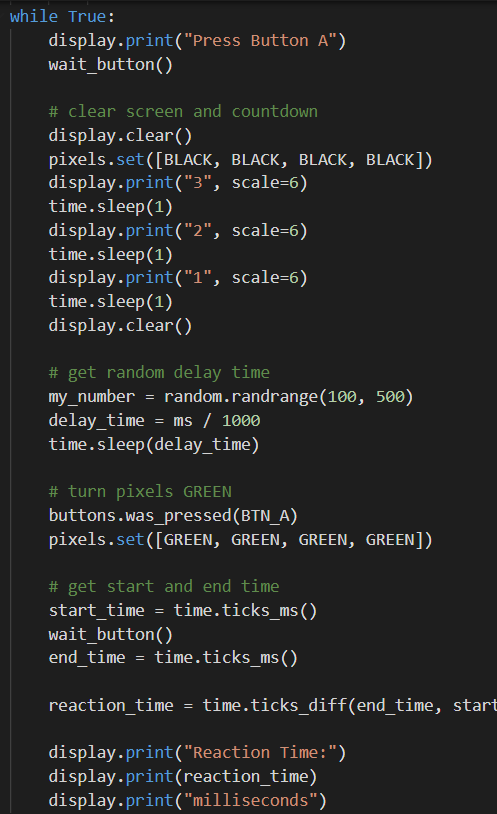 while True:
    display.print("Press Button A")
    wait_button()

    # clear screen and countdown
    display.clear()
    pixels.set([BLACK, BLACK, BLACK, BLACK])
    display.print("3", scale=6)
    time.sleep(1)
    display.print("2", scale=6)
    time.sleep(1)
    display.print("1", scale=6)
    time.sleep(1)
    display.clear()

    # get random delay time
    my_number = random.randrange(100, 500)
    delay_time = ms / 1000
    time.sleep(delay_time)

    # turn pixels GREEN
    buttons.was_pressed(BTN_A)
    pixels.set([GREEN, GREEN, GREEN, GREEN])

    # get start and end time
    start_time = time.ticks_ms()
    wait_button()
    end_time = time.ticks_ms()

    reaction_time = time.ticks_diff(end_time, start

    display.print("Reaction Time:")
    display.print(reaction_time)
    display.print("milliseconds")